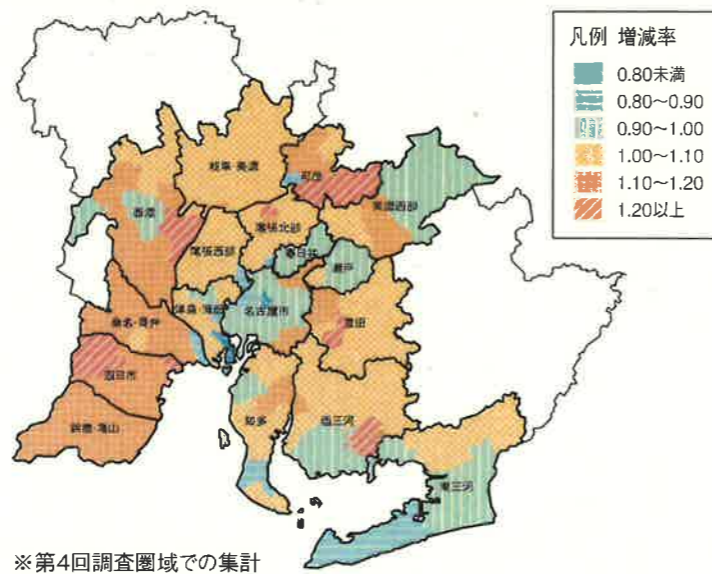 凡例 増減率
0.80未満
0.80～0.90
0.90～1.00
1.00～1.10
1.10～1.20
1.20以上
岐阜・美濃
可茂
東濃西部
西濃
尾張北部
尾張西部
春日井
瀬戸
津島・海部
名古屋市
桑名・員弁
豊田
四日市
知多
西三河
鈴鹿・亀山
東三河
※第4回調査圏域での集計